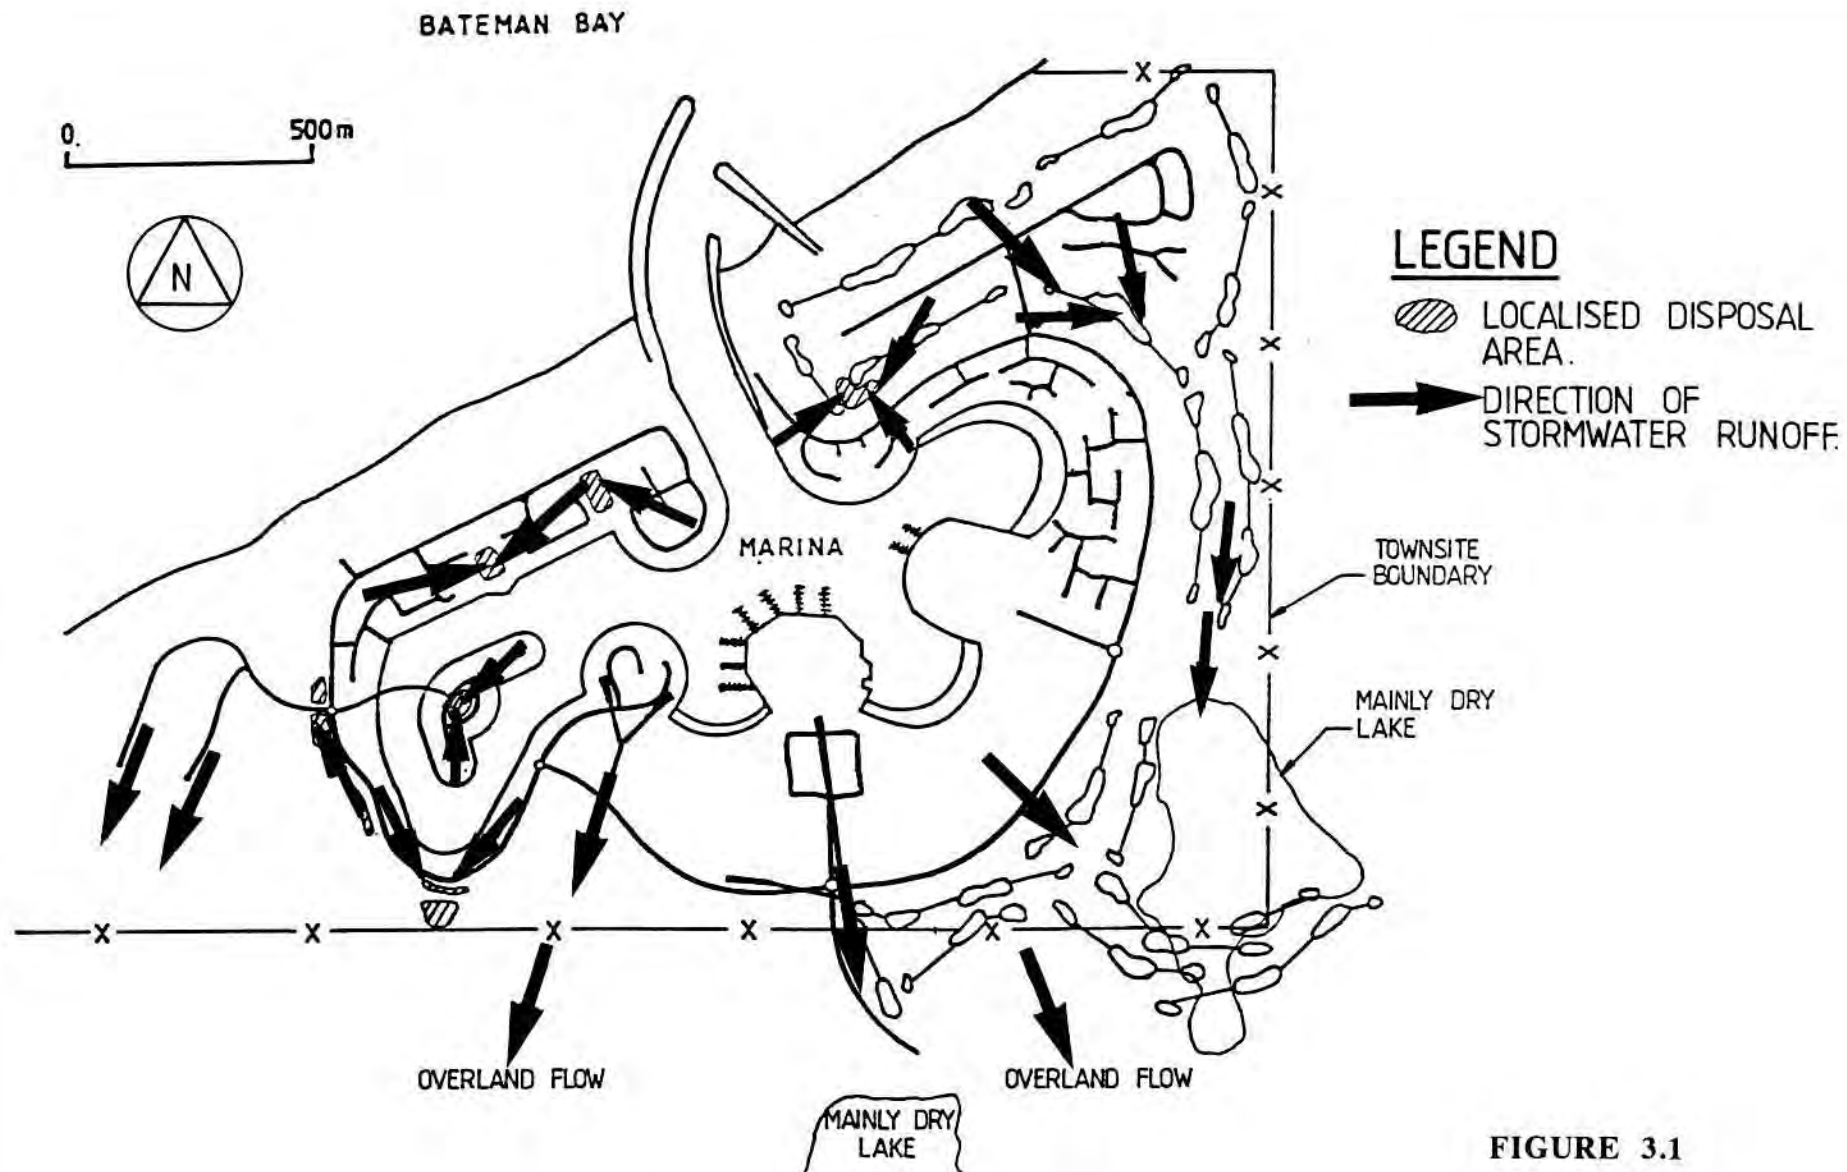 BATEMAN BAY
0. 500m
N
LEGEND
LOCALISED DISPOSAL
AREA.
DIRECTION OF
STORMWATER RUNOFF.
MARINA
TOWNSITE
BOUNDARY
MAINLY DRY
LAKE
X
X
X
X
X
X
X
X
X
X
X
X
OVERLAND FLOW
OVERLAND FLOW
MAINLY DRY
LAKE
FIGURE 3.1